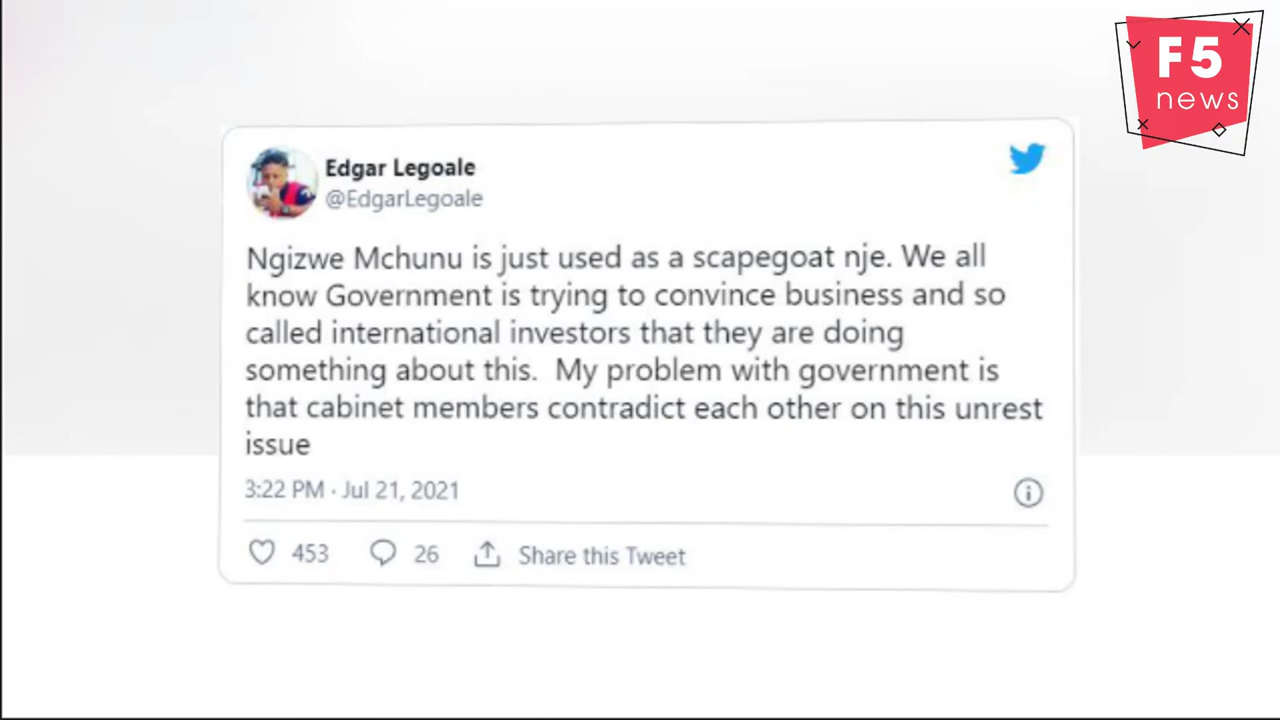 F5
news
Edgar Legoale
@EdgarLegoale
Ngizwe Mchunu is just used as a scapegoat nje. We all
know Government is trying to convince business and so
called international investors that they are doing
something about this.  My problem with government is
that cabinet members contradict each other on this unrest
issue
3:22 PM · Jul 21, 2021
453 26 Share this Tweet